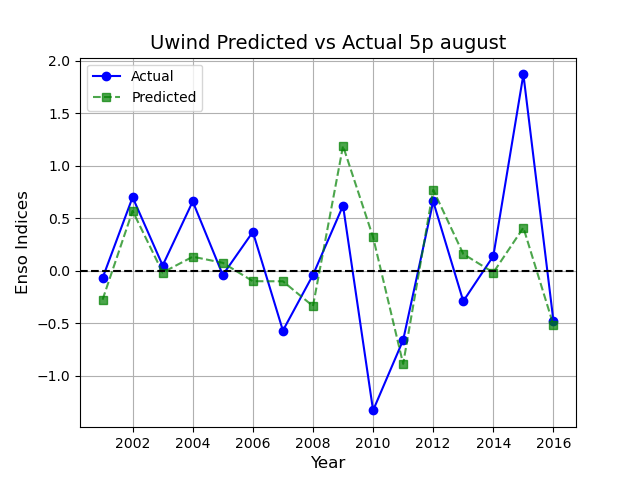 Uwind Predicted vs Actual 5p august
Actual
Predicted
2.0
1.5
1.0
0.5
0.0
−0.5
−1.0
Enso Indices
2002 2004 2006 2008 2010 2012 2014 2016
Year